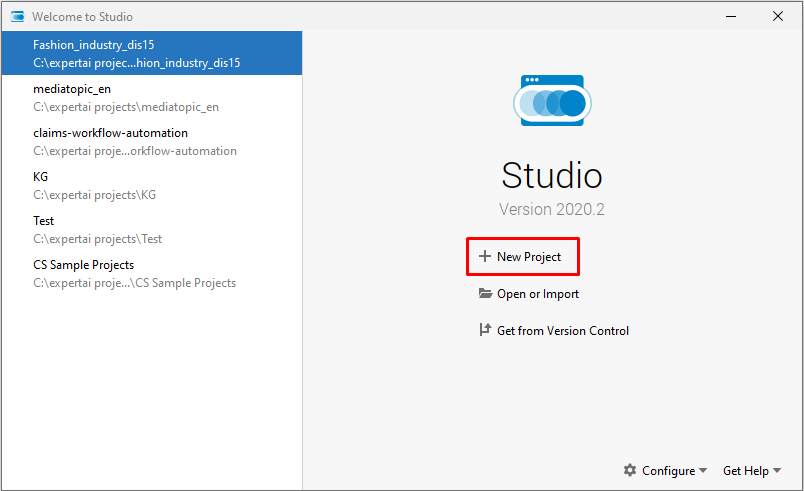 Welcome to Studio
Fashion_industry_dis15
C:\expertai projec...hion_industry_dis15
mediatopic_en
C:\expertai projects\mediatopic_en
claims-workflow-automation
C:\expertai proje...orkflow-automation
KG
C:\expertai projects\KG
Test
C:\expertai projects\Test
CS Sample Projects
C:\expertai proje...\CS Sample Projects
Studio
Version 2020.2
New Project
Open or Import
Get from Version Control
Configure
Get Help